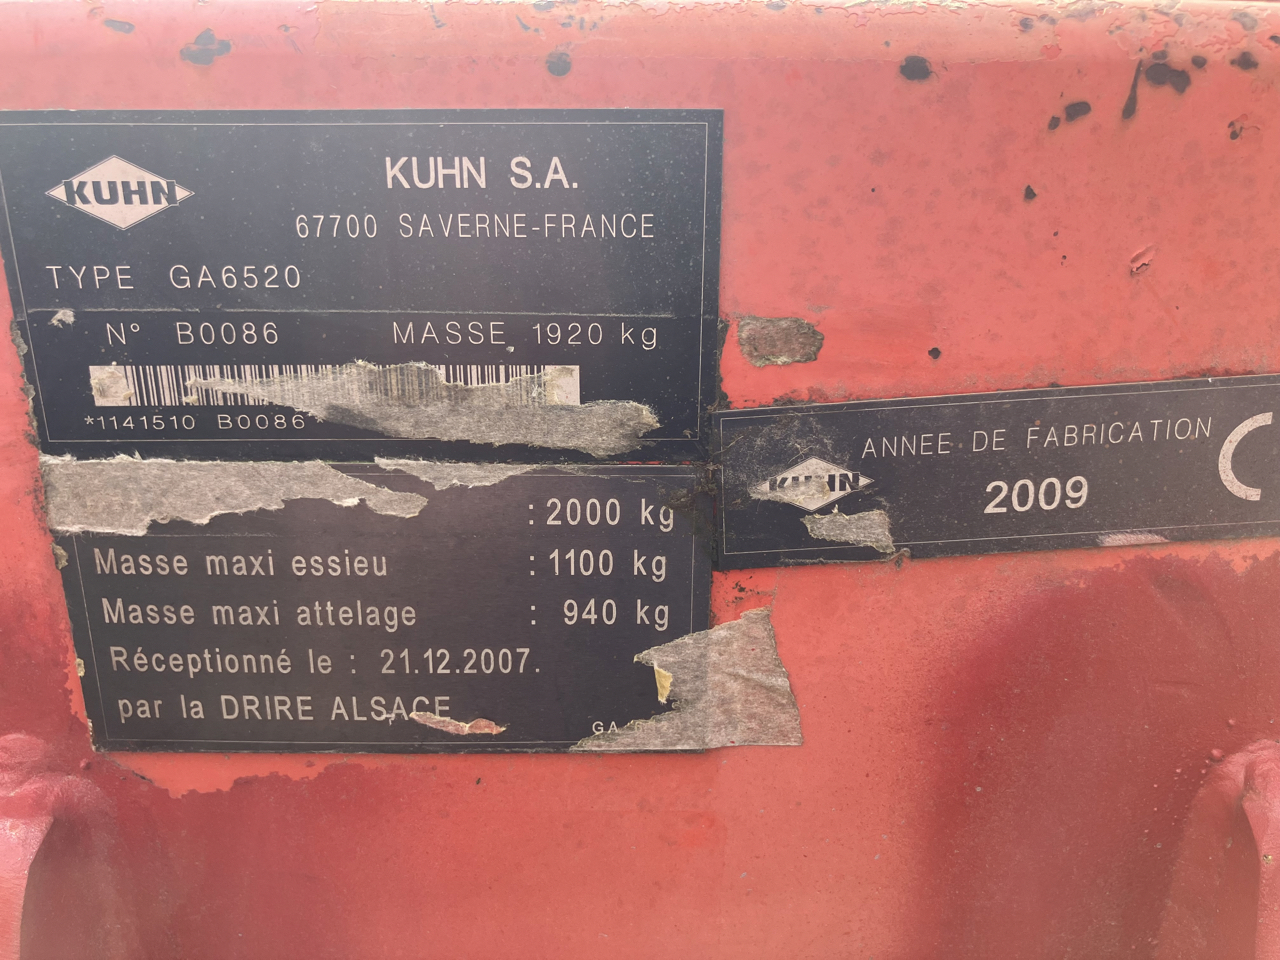 KUHN
KUHN S.A.
67700 SAVERNE-FRANCE
TYPE GA6520
N° B0086 MASSE 1920 kg
*1141510 B0086*
: 2000 kg
Masse maxi essieu : 1100 kg
Masse maxi attelage : 940 kg
Réceptionné le : 21.12.2007.
par la DRIRE ALSACE
GA
KUHN
ANNEE DE FABRICATION
2009